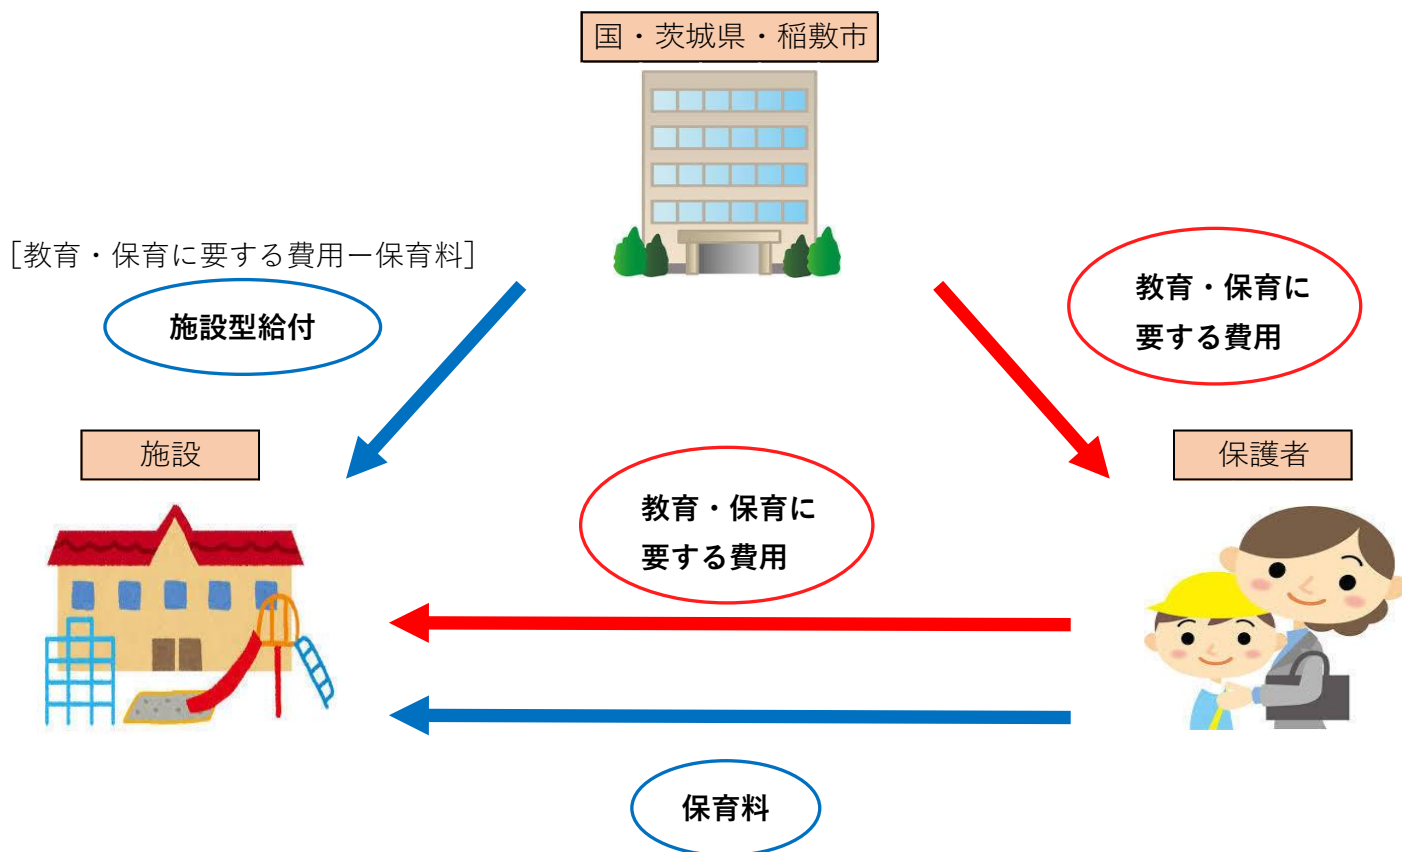 国・茨城県・稲敷市
[教育・保育に要する費用ー保育料]
施設型給付
教育・保育に
要する費用
施設
保護者
教育・保育に
要する費用
保育料